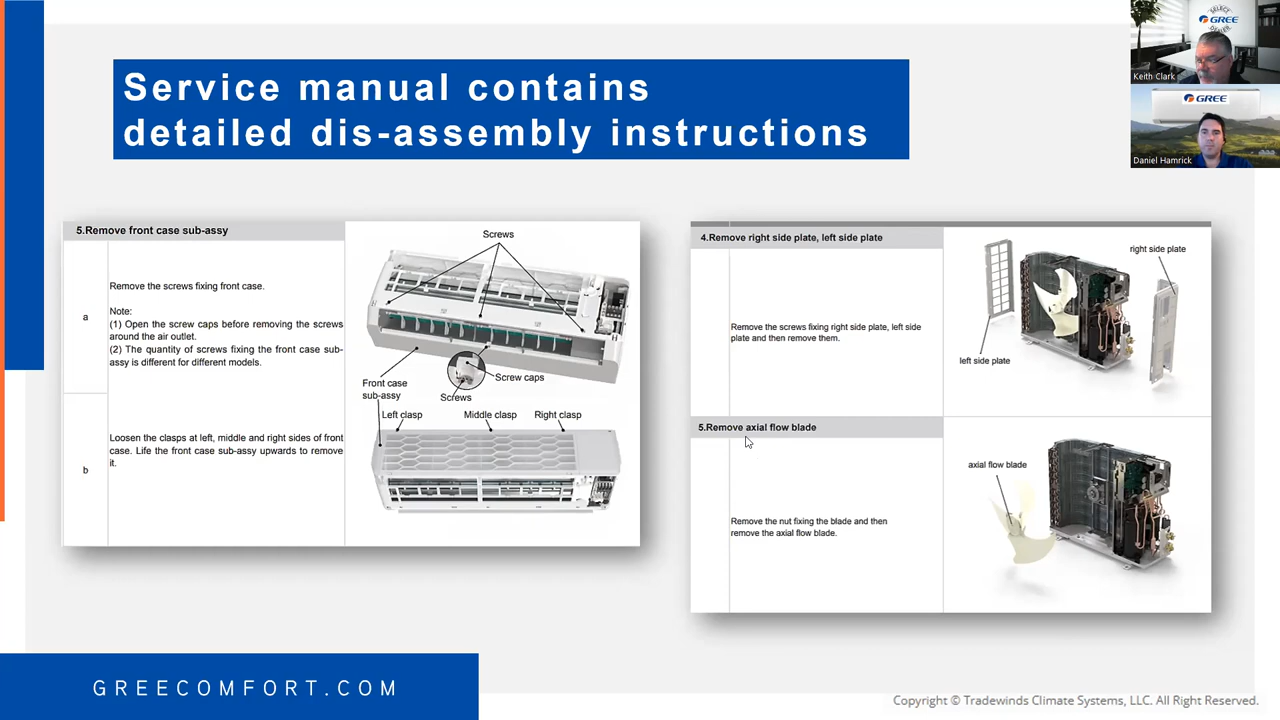 Service manual contains
detailed dis-assembly instructions
SELECT
GREE
DEALER
Keith Clark
GREE
Daniel Hamrick
5.Remove front case sub-assy
a
Remove the screws fixing front case.
Note:
(1) Open the screw caps before removing the screws
around the air outlet.
(2) The quantity of screws fixing the front case sub-
assy is different for different models.
b
Loosen the clasps at left, middle and right sides of front
case. Life the front case sub-assy upwards to remove
it.
Screws
Front case
sub-assy
Screw caps
Screws
Left clasp
Middle clasp
Right clasp
4.Remove right side plate, left side plate
Remove the screws fixing right side plate, left side
plate and then remove them.
right side plate
left side plate
5.Remove axial flow blade
Remove the nut fixing the blade and then
remove the axial flow blade.
axial flow blade
GREECOMFORT.COM
Copyright © Tradewinds Climate Systems, LLC. All Right Reserved.